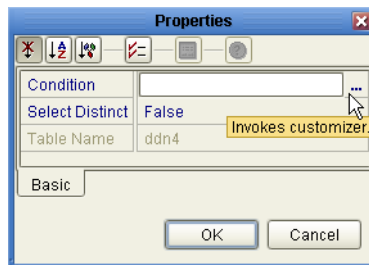 Properties
Condition ...
Select Distinct False
Invokes customizer.
Table Name ddn4
Basic
OK Cancel